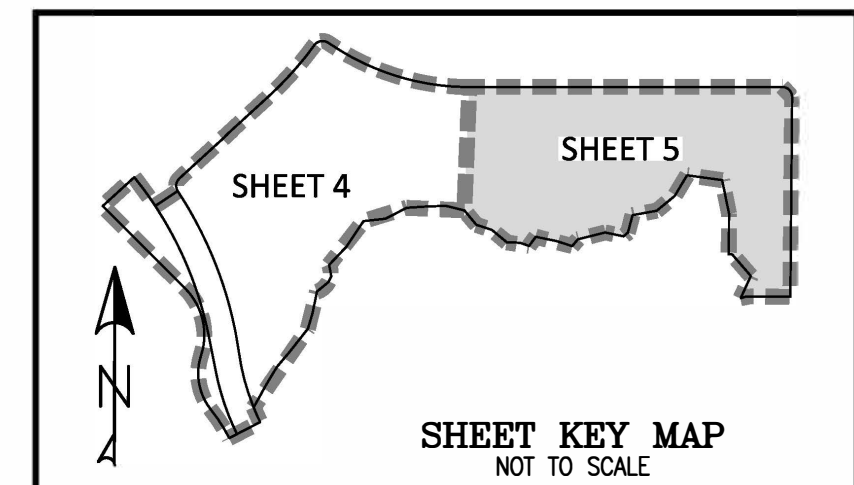 SHEET 5
SHEET 4
N
SHEET KEY MAP
NOT TO SCALE